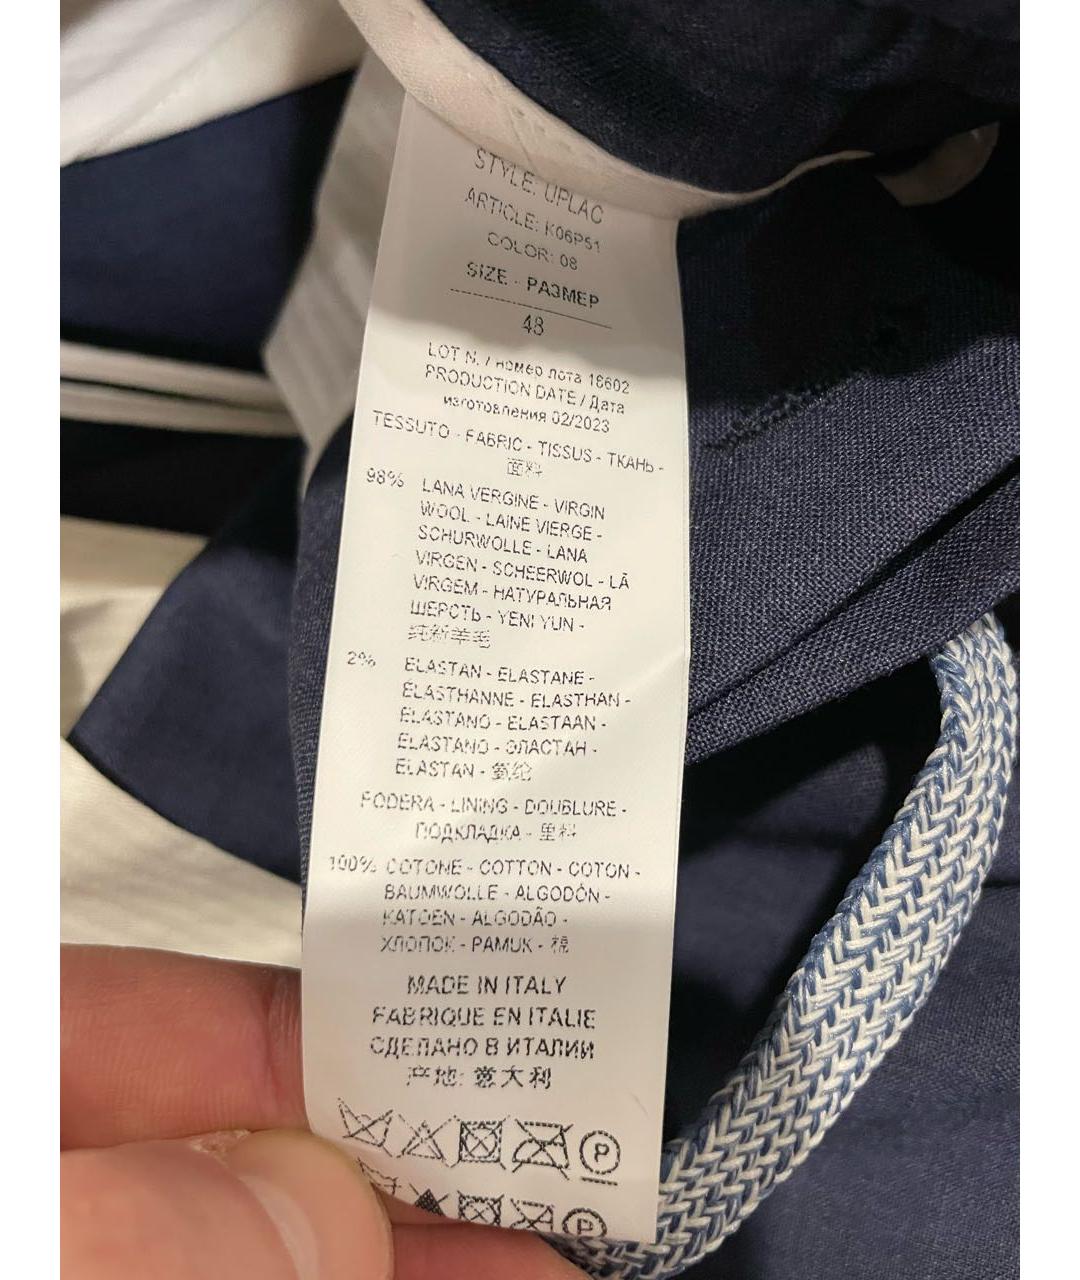 STYLE: UPLAC
ARTICLE: K06P51
COLOR: 08
SIZE - РАЗМЕР
48
LOT N. / номер лота 18602
PRODUCTION DATE / Дата
изготовления 02/2023
TESSUTO - FABRIC - TISSUS - ТКАНЬ -
面料
98% LANA VERGINE - VIRGIN
WOOL - LAINE VIERGE -
SCHURWOLLE - LANA
VIRGEN - SCHEERWOL - LÃ
VIRGEM - НАТУРАЛЬНАЯ
ШЕРСТЬ - YENI YUN -
纯新羊毛
2% ELASTAN - ELASTANE -
ÉLASTHANNE - ELASTHAN -
ELASTANO - ELASTAAN -
ELASTANO - ЭЛАСТАН -
ELASTAN - 氨纶
FODERA - LINING - DOUBLURE -
ПОДКЛАДКА - 里料
100% COTONE - COTTON - COTON -
BAUMWOLLE - ALGODÓN -
KATOEN - ALGODÃO -
ХЛОПОК - PAMUK - 棉
MADE IN ITALY
FABRIQUE EN ITALIE
СДЕЛАНО В ИТАЛИИ
产地: 意大利
P
P